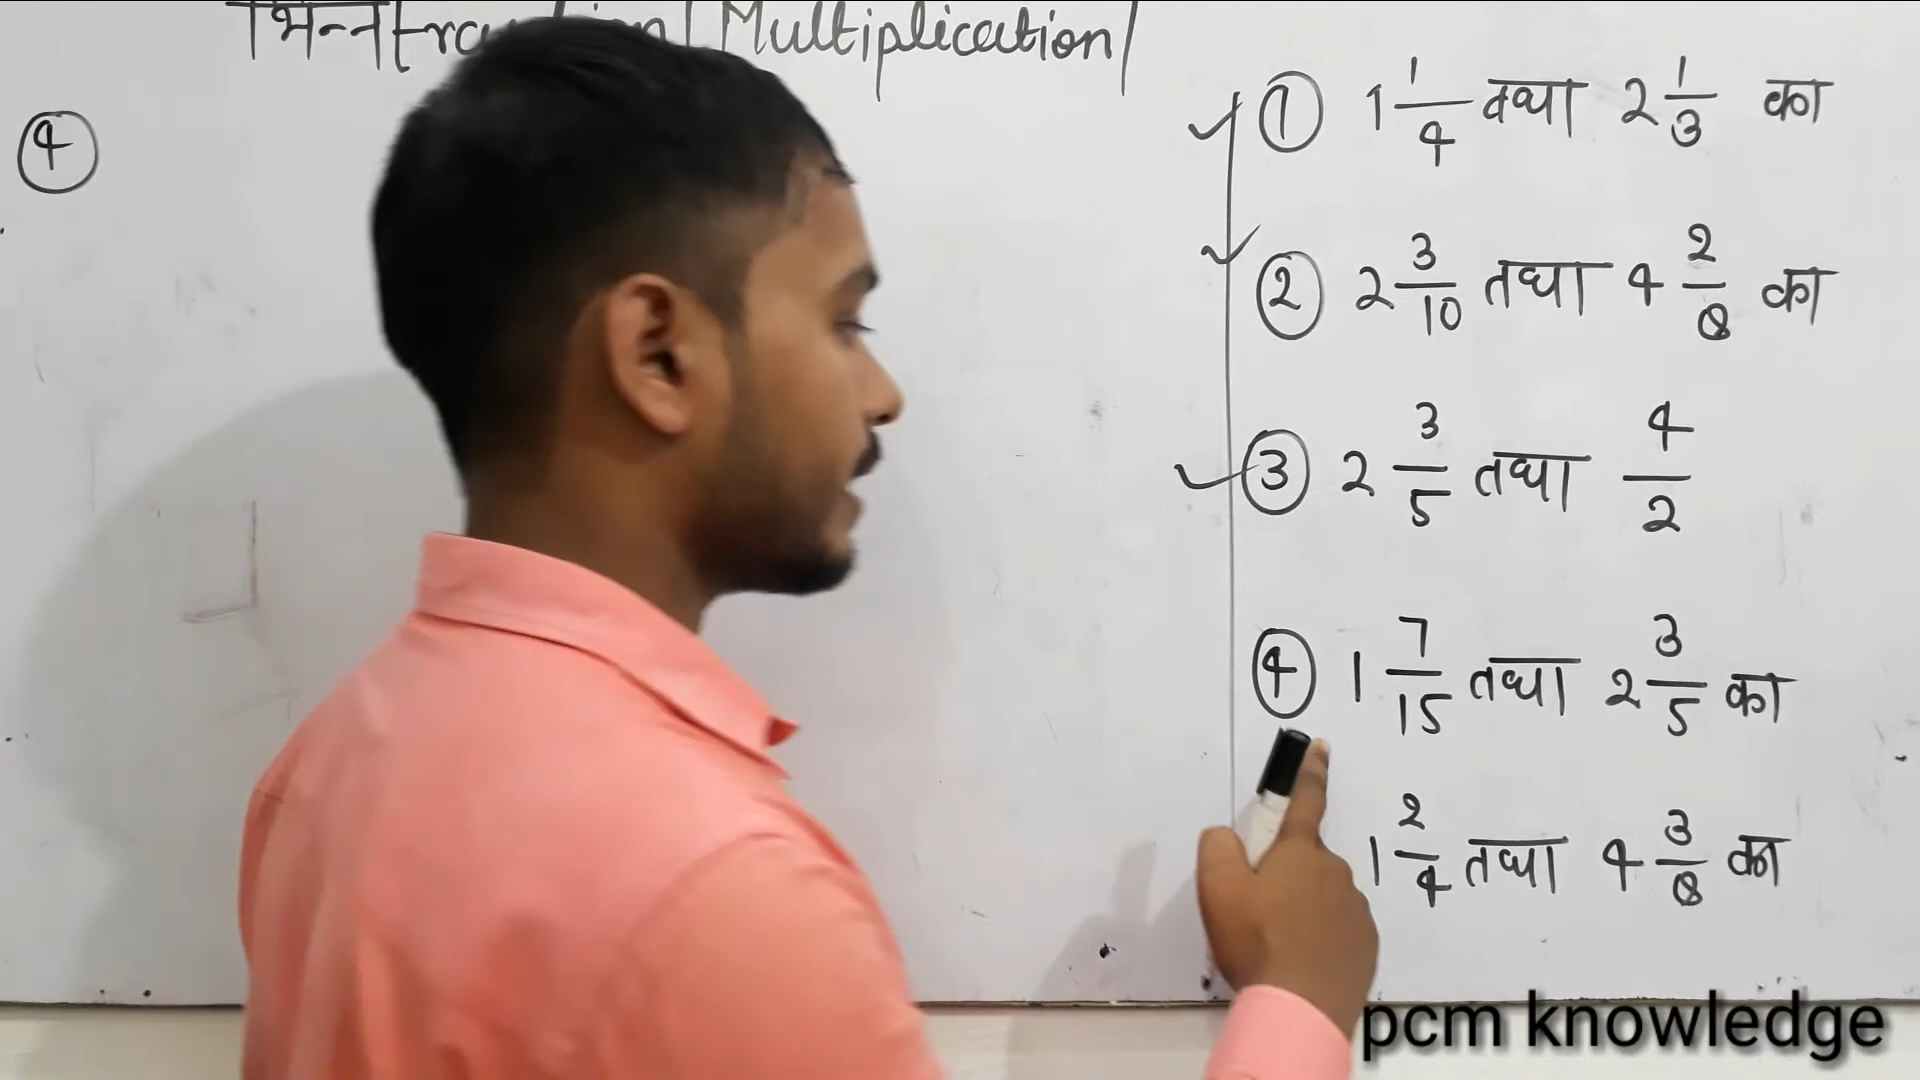 भिन्न Multiplication
④
① 1 1/4 तथा 2 1/3 का
② 2 3/10 तथा 4 2/8 का
③ 2 3/5 तथा 4/2
④ 1 7/15 तथा 2 3/5 का
1 2/4 तथा 4 3/8 का
pcm knowledge